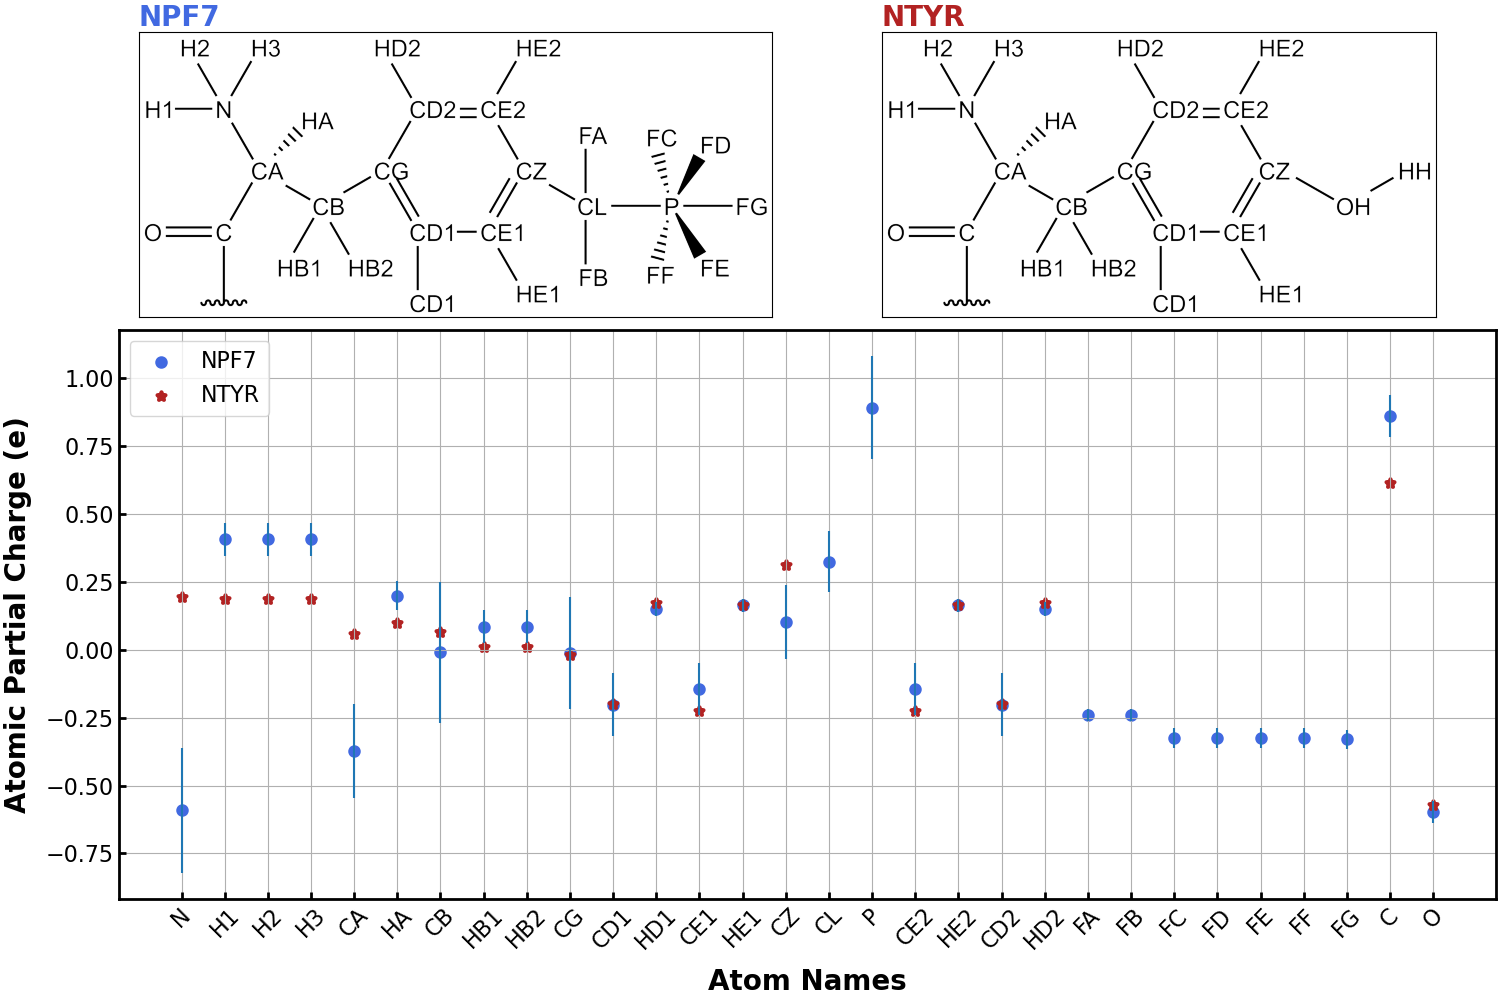 NPF7
NTYR
H2 H3 HD2 HE2
H1 N CD2 CE2
HA
FA FC FD
CA CG CZ
CB CL P FG
O C CD1 CE1
HB1 HB2 FB FF FE
HE1
CD1
H2 H3 HD2 HE2
H1 N CD2 CE2
HA
CA CG CZ HH
CB OH
O C CD1 CE1
HB1 HB2
HE1
CD1
NPF7
NTYR
Atomic Partial Charge (e)
1.00
0.75
0.50
0.25
0.00
−0.25
−0.50
−0.75
N H1 H2 H3 CA HA CB HB1 HB2 CG CD1 HD1 CE1 HE1 CZ CL P CE2 HE2 CD2 HD2 FA FB FC FD FE FF FG C O
Atom Names